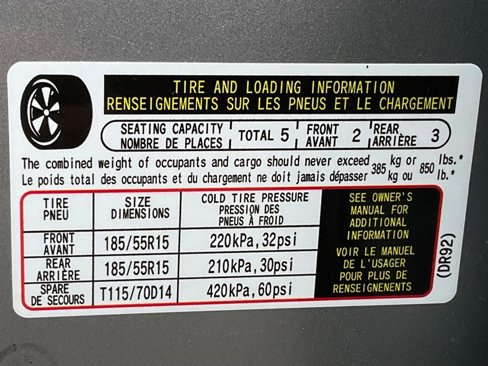 TIRE AND LOADING INFORMATION
RENSEIGNEMENTS SUR LES PNEUS ET LE CHARGEMENT
SEATING CAPACITY
NOMBRE DE PLACES
TOTAL 5
FRONT
AVANT 2
REAR
ARRIÈRE 3
The combined weight of occupants and cargo should never exceed 385 kg or 850 lbs.*
Le poids total des occupants et du chargement ne doit jamais dépasser 385 kg ou 850 lb.*
TIRE
PNEU
SIZE
DIMENSIONS
COLD TIRE PRESSURE
PRESSION DES
PNEUS À FROID
FRONT
AVANT
185/55R15
220kPa, 32psi
REAR
ARRIÈRE
185/55R15
210kPa, 30psi
SPARE
DE SECOURS
T115/70D14
420kPa, 60psi
SEE OWNER'S
MANUAL FOR
ADDITIONAL
INFORMATION
VOIR LE MANUEL
DE L'USAGER
POUR PLUS DE
RENSEIGNENENTS
(DR92)